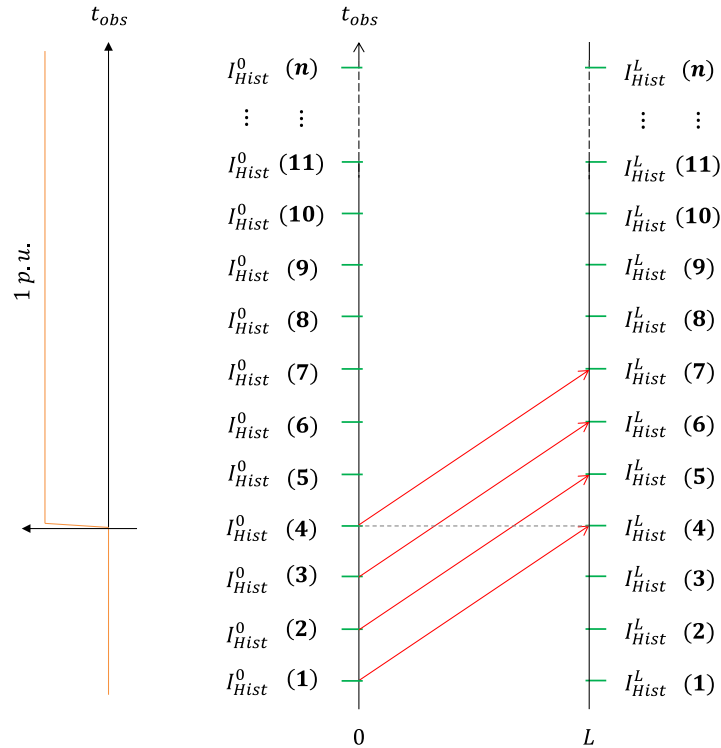 t_obs t_obs
I^0_Hist (n) I^L_Hist (n)
⋮ ⋮ ⋮ ⋮
I^0_Hist (11) I^L_Hist (11)
I^0_Hist (10) I^L_Hist (10)
1 p.u.
I^0_Hist (9) I^L_Hist (9)
I^0_Hist (8) I^L_Hist (8)
I^0_Hist (7) I^L_Hist (7)
I^0_Hist (6) I^L_Hist (6)
I^0_Hist (5) I^L_Hist (5)
I^0_Hist (4) I^L_Hist (4)
I^0_Hist (3) I^L_Hist (3)
I^0_Hist (2) I^L_Hist (2)
I^0_Hist (1) I^L_Hist (1)
0 L